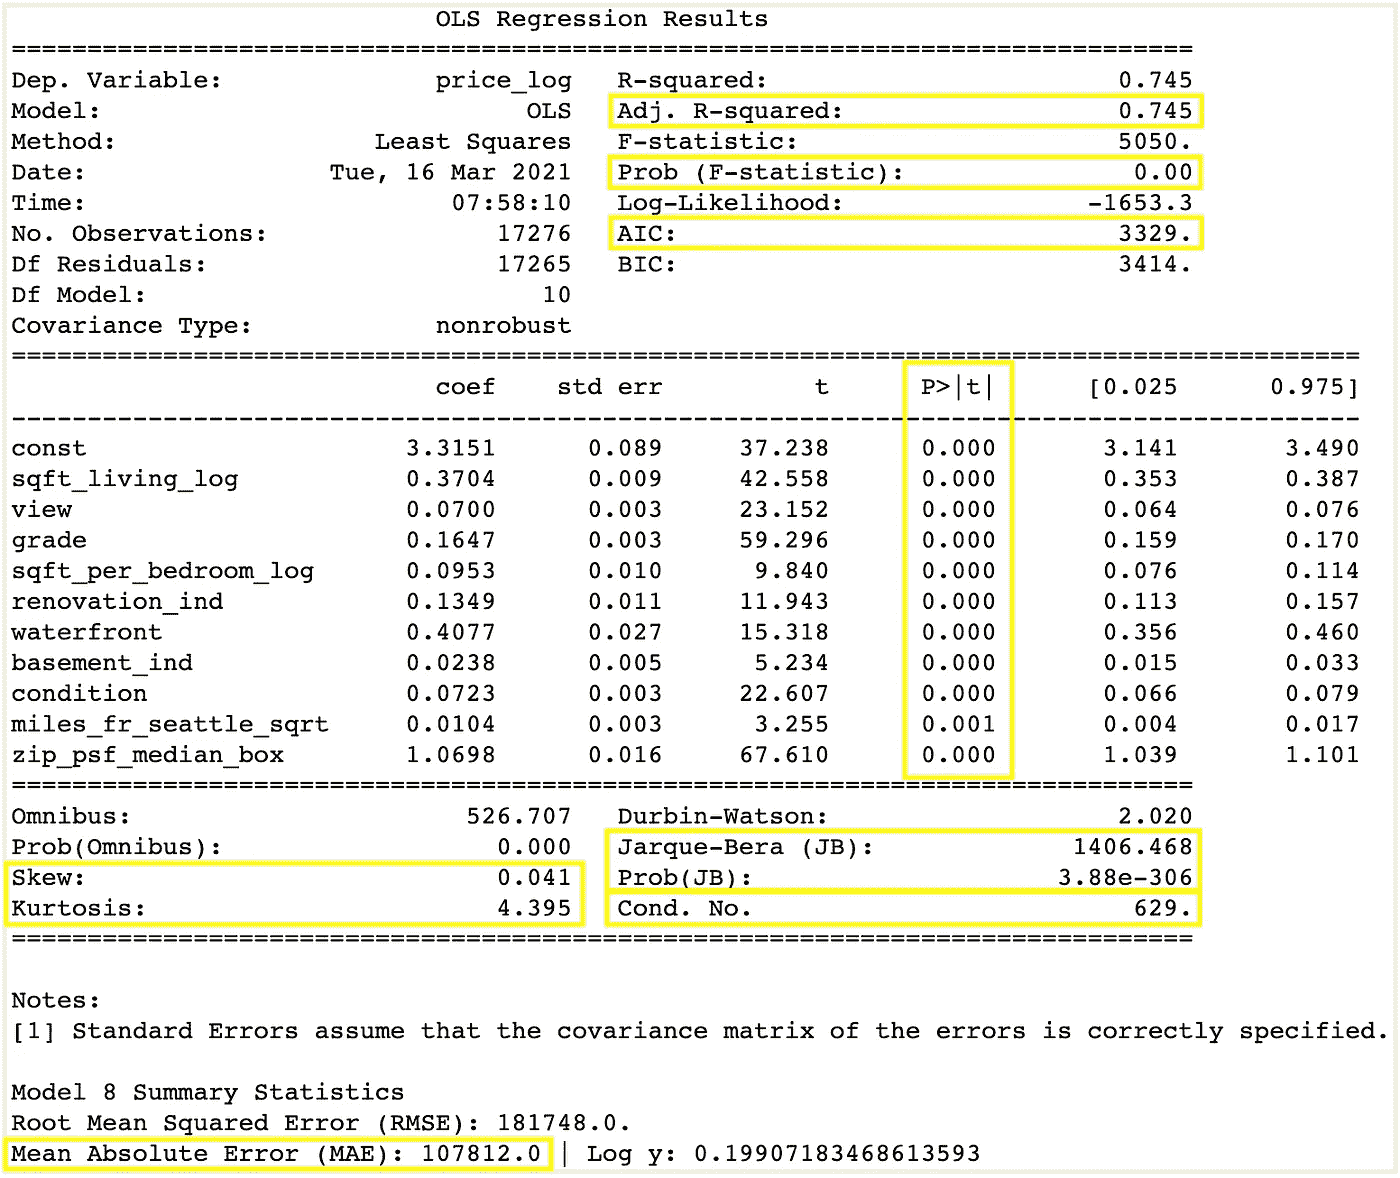 OLS Regression Results
==============================================================================
Dep. Variable: price_log R-squared: 0.745
Model: OLS Adj. R-squared: 0.745
Method: Least Squares F-statistic: 5050.
Date: Tue, 16 Mar 2021 Prob (F-statistic): 0.00
Time: 07:58:10 Log-Likelihood: -1653.3
No. Observations: 17276 AIC: 3329.
Df Residuals: 17265 BIC: 3414.
Df Model: 10
Covariance Type: nonrobust
=========================================================================================
coef std err t P>|t| [0.025 0.975]
-----------------------------------------------------------------------------------------
const 3.3151 0.089 37.238 0.000 3.141 3.490
sqft_living_log 0.3704 0.009 42.558 0.000 0.353 0.387
view 0.0700 0.003 23.152 0.000 0.064 0.076
grade 0.1647 0.003 59.296 0.000 0.159 0.170
sqft_per_bedroom_log 0.0953 0.010 9.840 0.000 0.076 0.114
renovation_ind 0.1349 0.011 11.943 0.000 0.113 0.157
waterfront 0.4077 0.027 15.318 0.000 0.356 0.460
basement_ind 0.0238 0.005 5.234 0.000 0.015 0.033
condition 0.0723 0.003 22.607 0.000 0.066 0.079
miles_fr_seattle_sqrt 0.0104 0.003 3.255 0.001 0.004 0.017
zip_psf_median_box 1.0698 0.016 67.610 0.000 1.039 1.101
==============================================================================
Omnibus: 526.707 Durbin-Watson: 2.020
Prob(Omnibus): 0.000 Jarque-Bera (JB): 1406.468
Skew: 0.041 Prob(JB): 3.88e-306
Kurtosis: 4.395 Cond. No. 629.
==============================================================================
Notes:
[1] Standard Errors assume that the covariance matrix of the errors is correctly specified.
Model 8 Summary Statistics
Root Mean Squared Error (RMSE): 181748.0.
Mean Absolute Error (MAE): 107812.0 | Log y: 0.19907183468613593